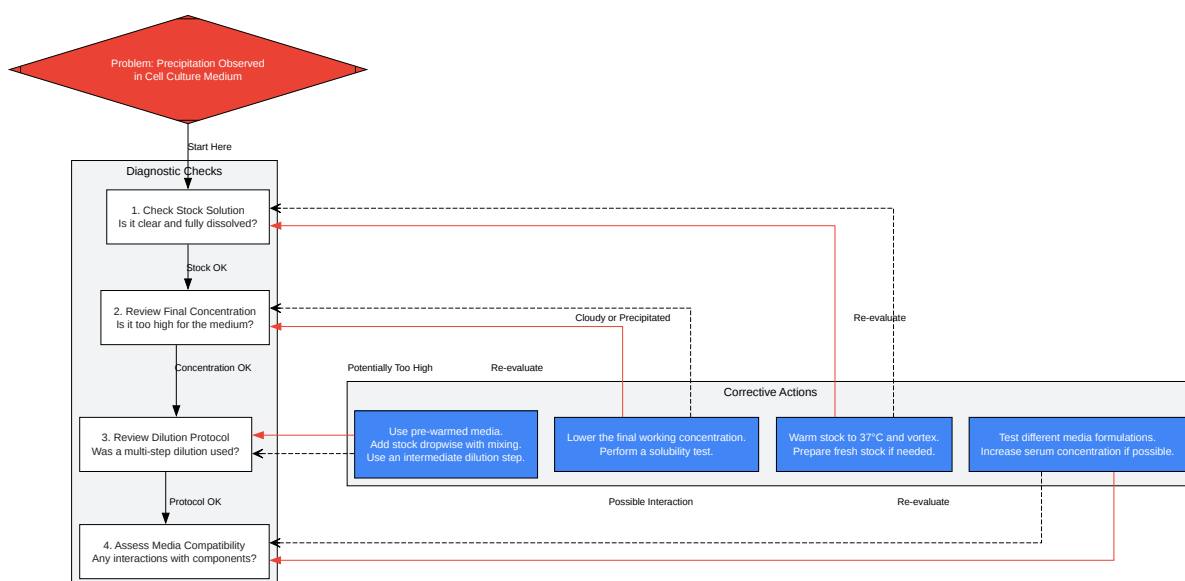 Problem: Precipitation Observed
in Cell Culture Medium
Start Here
Diagnostic Checks
1. Check Stock Solution
Is it clear and fully dissolved?
Stock OK
2. Review Final Concentration
Is it too high for the medium?
Cloudy or Precipitated
Re-evaluate
Concentration OK
Potentially Too High
Re-evaluate
Corrective Actions
3. Review Dilution Protocol
Was a multi-step dilution used?
Use pre-warmed media.
Add stock dropwise with mixing.
Use an intermediate dilution step.
Lower the final working concentration.
Perform a solubility test.
Warm stock to 37°C and vortex.
Prepare fresh stock if needed.
Test different media formulations.
Increase serum concentration if possible.
Protocol OK
Possible Interaction
Re-evaluate
4. Assess Media Compatibility
Any interactions with components?